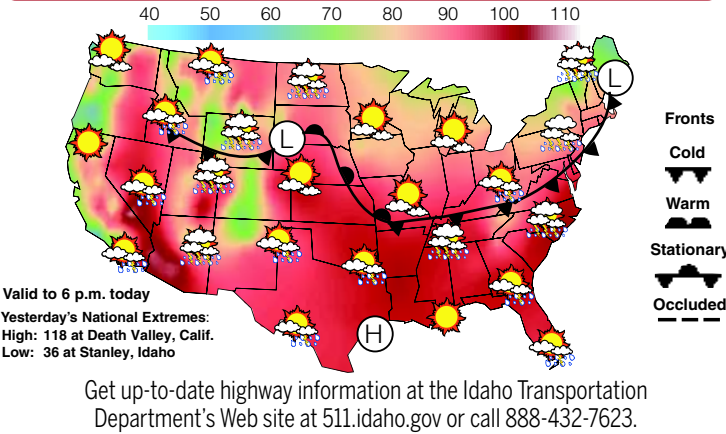 40 50 60 70 80 90 100 110
L
L
H
Fronts
Cold
Warm
Stationary
Occluded
Valid to 6 p.m. today
Yesterday's National Extremes:
High: 118 at Death Valley, Calif.
Low: 36 at Stanley, Idaho
Get up-to-date highway information at the Idaho Transportation
Department's Web site at 511.idaho.gov or call 888-432-7623.